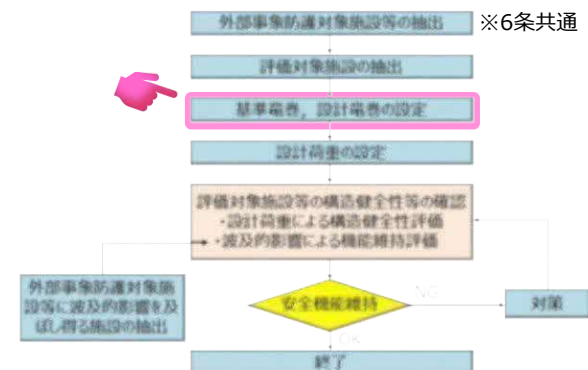 外部事象防護対象施設等の抽出
※6条共通
評価対象施設の抽出
基準竜巻，設計竜巻の設定
設計荷重の設定
評価対象施設等の構造健全性等の確認
・設計荷重による構造健全性評価
・波及的影響による機能維持評価
外部事象防護対象施
設等に波及的影響を及
ぼし得る施設の抽出
安全機能維持
NG
対策
OK
終了